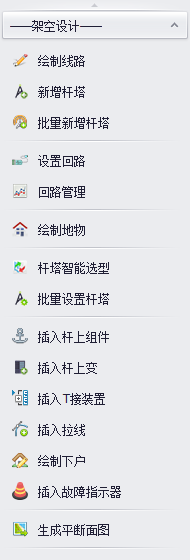 ——架空设计——
绘制线路
新增杆塔
批量新增杆塔
设置回路
回路管理
绘制地物
杆塔智能选型
批量设置杆塔
插入杆上组件
插入杆上变
插入T接装置
插入拉线
绘制下户
插入故障指示器
生成平断面图